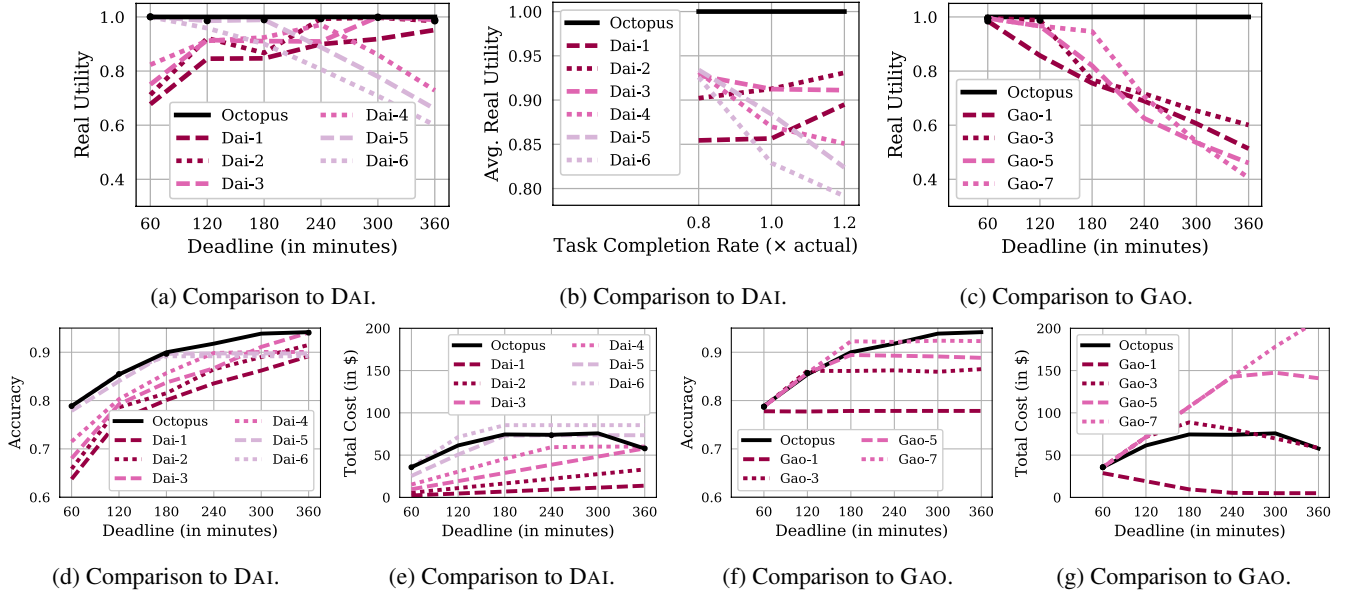 1.0
0.8
0.6
0.4
Real Utility
Octopus
Dai-1
Dai-2
Dai-3
Dai-4
Dai-5
Dai-6
60 120 180 240 300 360
Deadline (in minutes)
(a) Comparison to DAI.
1.00
0.95
0.90
0.85
0.80
Avg. Real Utility
Octopus
Dai-1
Dai-2
Dai-3
Dai-4
Dai-5
Dai-6
0.8 1.0 1.2
Task Completion Rate (× actual)
(b) Comparison to DAI.
1.0
0.8
0.6
0.4
Real Utility
Octopus
Gao-1
Gao-3
Gao-5
Gao-7
60 120 180 240 300 360
Deadline (in minutes)
(c) Comparison to GAO.
0.9
0.8
0.7
0.6
Accuracy
Octopus
Dai-1
Dai-2
Dai-3
Dai-4
Dai-5
Dai-6
60 120 180 240 300 360
Deadline (in minutes)
(d) Comparison to DAI.
200
150
100
50
0
Total Cost (in $)
Octopus
Dai-1
Dai-2
Dai-3
Dai-4
Dai-5
Dai-6
60 120 180 240 300 360
Deadline (in minutes)
(e) Comparison to DAI.
0.9
0.8
0.7
0.6
Accuracy
Octopus
Gao-1
Gao-3
Gao-5
Gao-7
60 120 180 240 300 360
Deadline (in minutes)
(f) Comparison to GAO.
200
150
100
50
0
Total Cost (in $)
Octopus
Gao-1
Gao-3
Gao-5
Gao-7
60 120 180 240 300 360
Deadline (in minutes)
(g) Comparison to GAO.